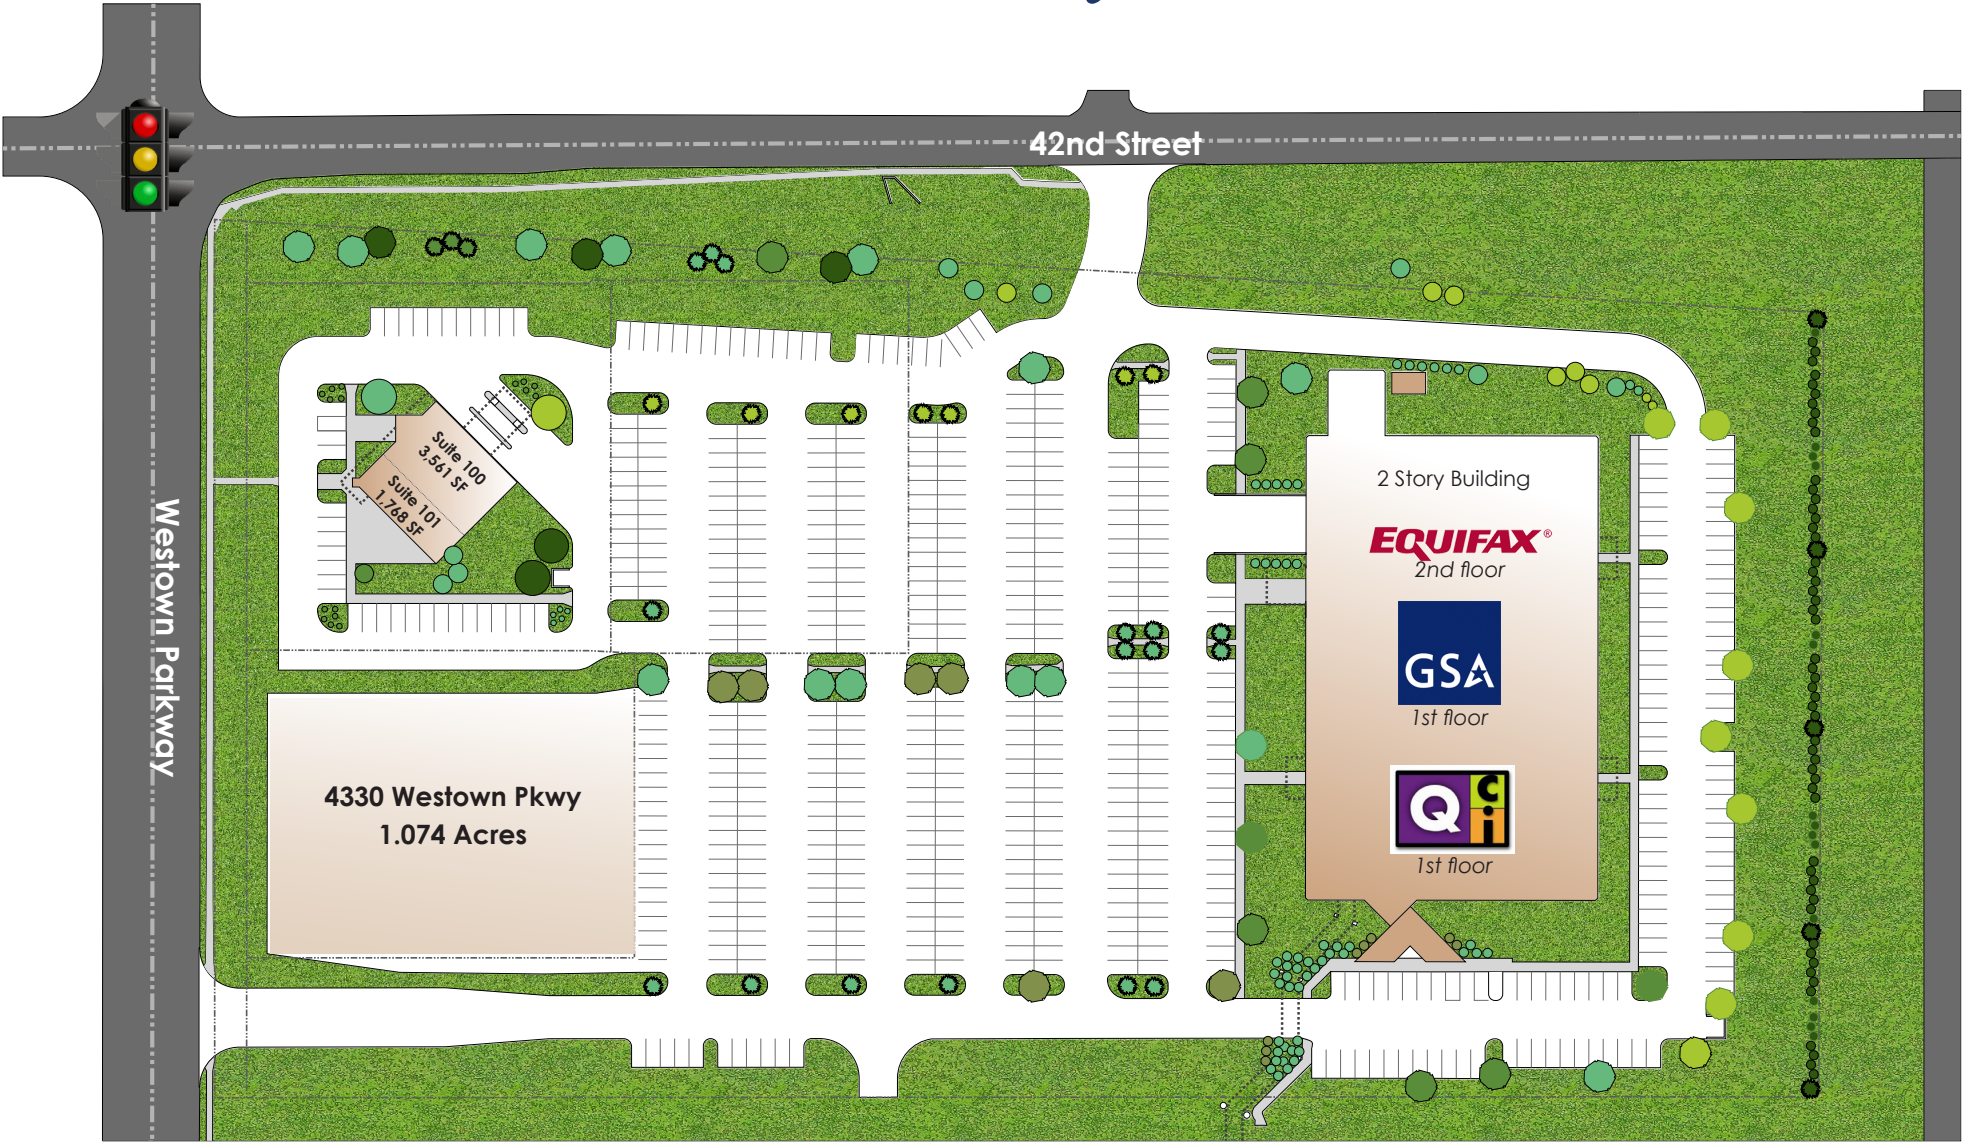 42nd Street
Westown Parkway
Suite 100
3,561 SF
Suite 101
1,768 SF
4330 Westown Pkwy
1.074 Acres
2 Story Building
EQUIFAX®
2nd floor
GSA
1st floor
Qci
1st floor